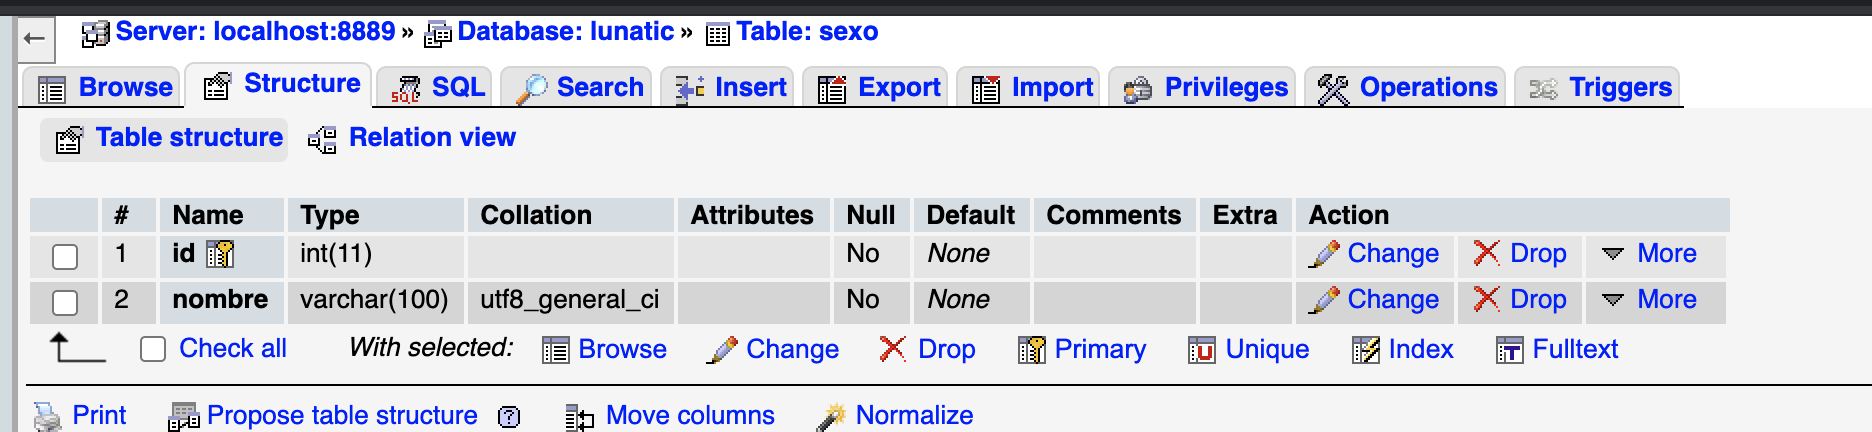 ← Server: localhost:8889 » Database: lunatic » Table: sexo
Browse Structure SQL Search Insert Export Import Privileges Operations Triggers
Table structure Relation view
# Name Type Collation Attributes Null Default Comments Extra Action
1 id int(11) No None Change Drop More
2 nombre varchar(100) utf8_general_ci No None Change Drop More
Check all With selected: Browse Change Drop Primary Unique Index Fulltext
Print Propose table structure Move columns Normalize